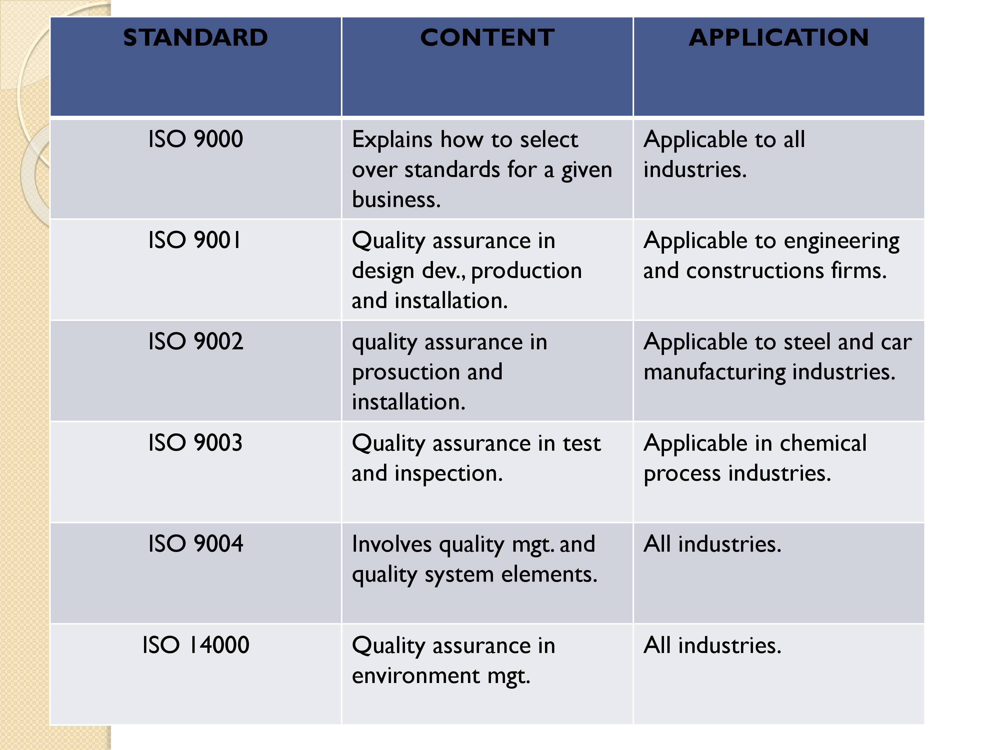 STANDARD CONTENT APPLICATION
ISO 9000
Explains how to select
over standards for a given
business.
Applicable to all
industries.
ISO 9001
Quality assurance in
design dev., production
and installation.
Applicable to engineering
and constructions firms.
ISO 9002
quality assurance in
prosuction and
installation.
Applicable to steel and car
manufacturing industries.
ISO 9003
Quality assurance in test
and inspection.
Applicable in chemical
process industries.
ISO 9004
Involves quality mgt. and
quality system elements.
All industries.
ISO 14000
Quality assurance in
environment mgt.
All industries.